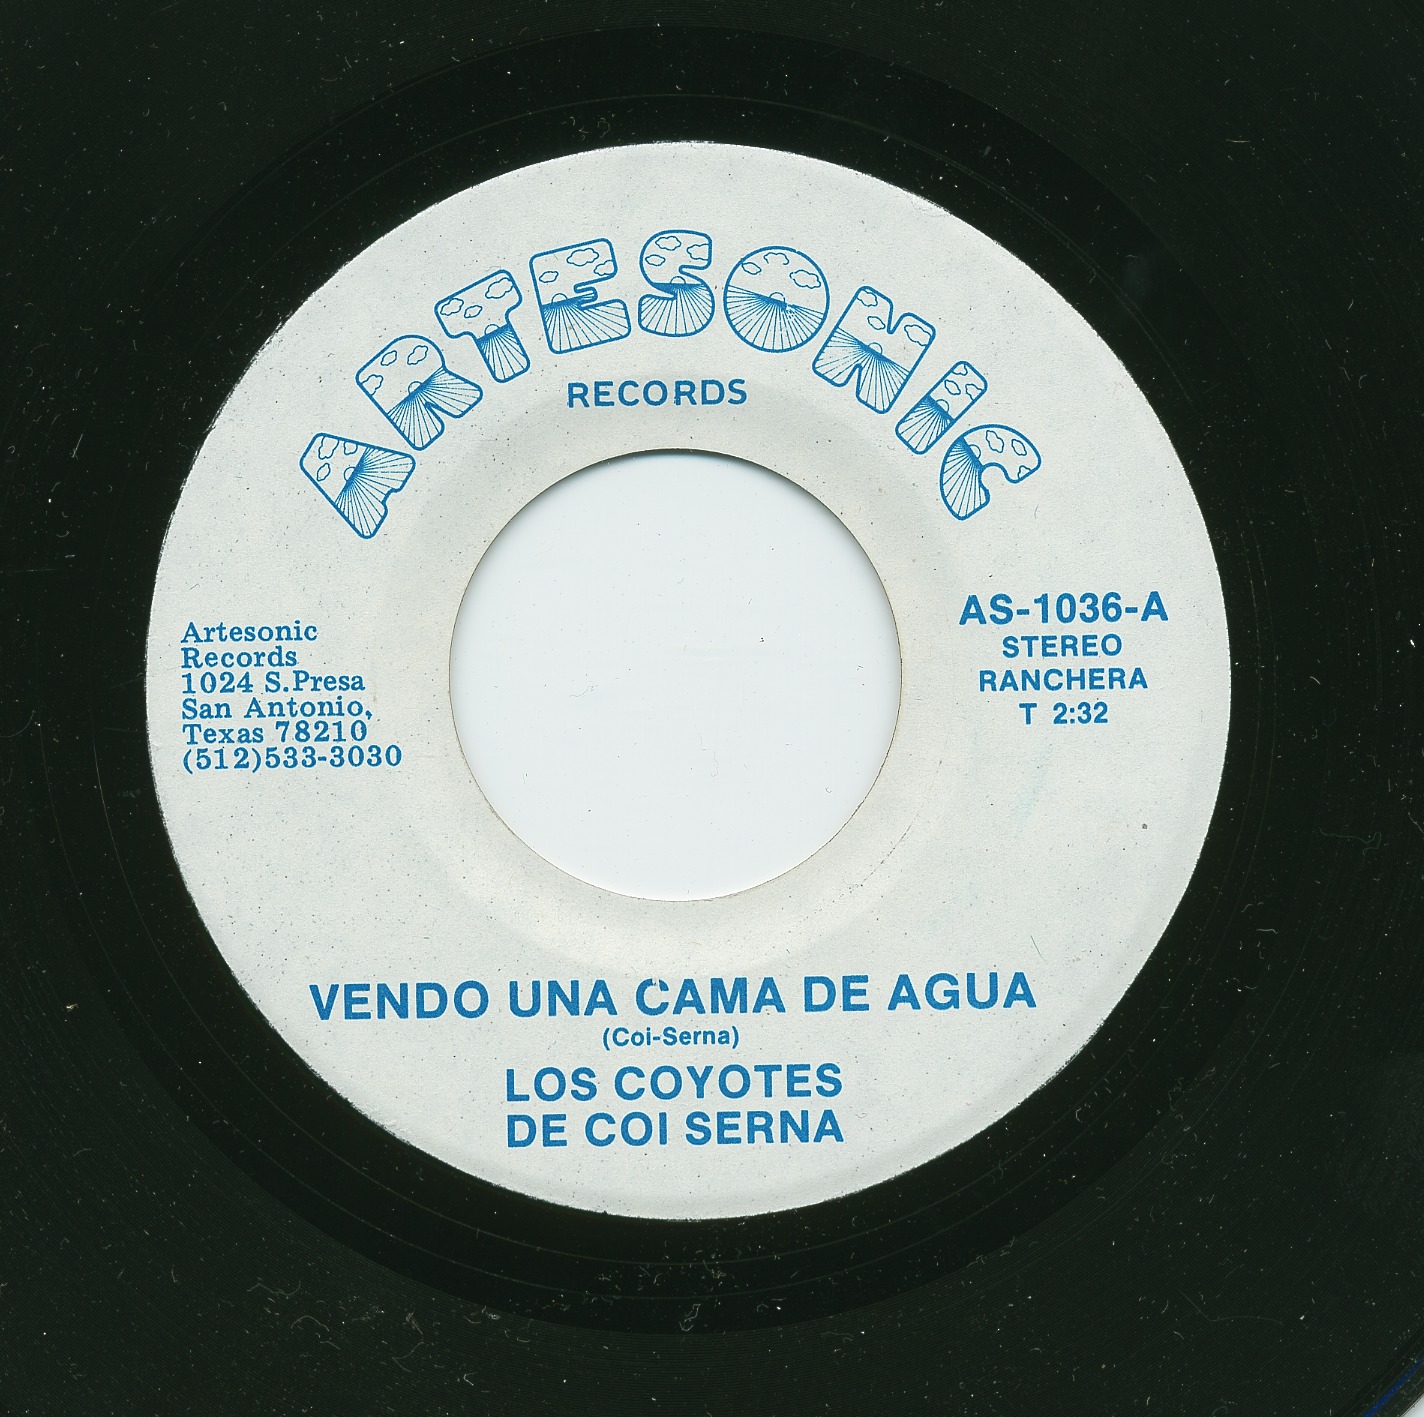 ARTESONIC
RECORDS
Artesonic
Records
1024 S.Presa
San Antonio,
Texas 78210
(512)533-3030
AS-1036-A
STEREO
RANCHERA
T 2:32
VENDO UNA CAMA DE AGUA
(Coi-Serna)
LOS COYOTES
DE COI SERNA